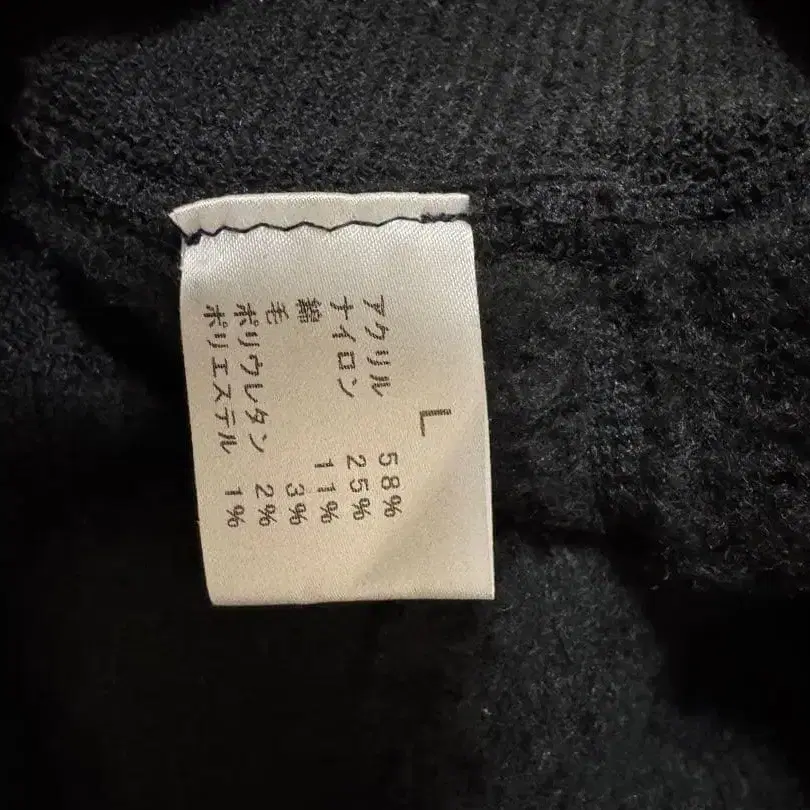 L
アクリル 58%
ナイロン 25%
綿 11%
毛 3%
ポリウレタン 2%
ポリエステル 1%